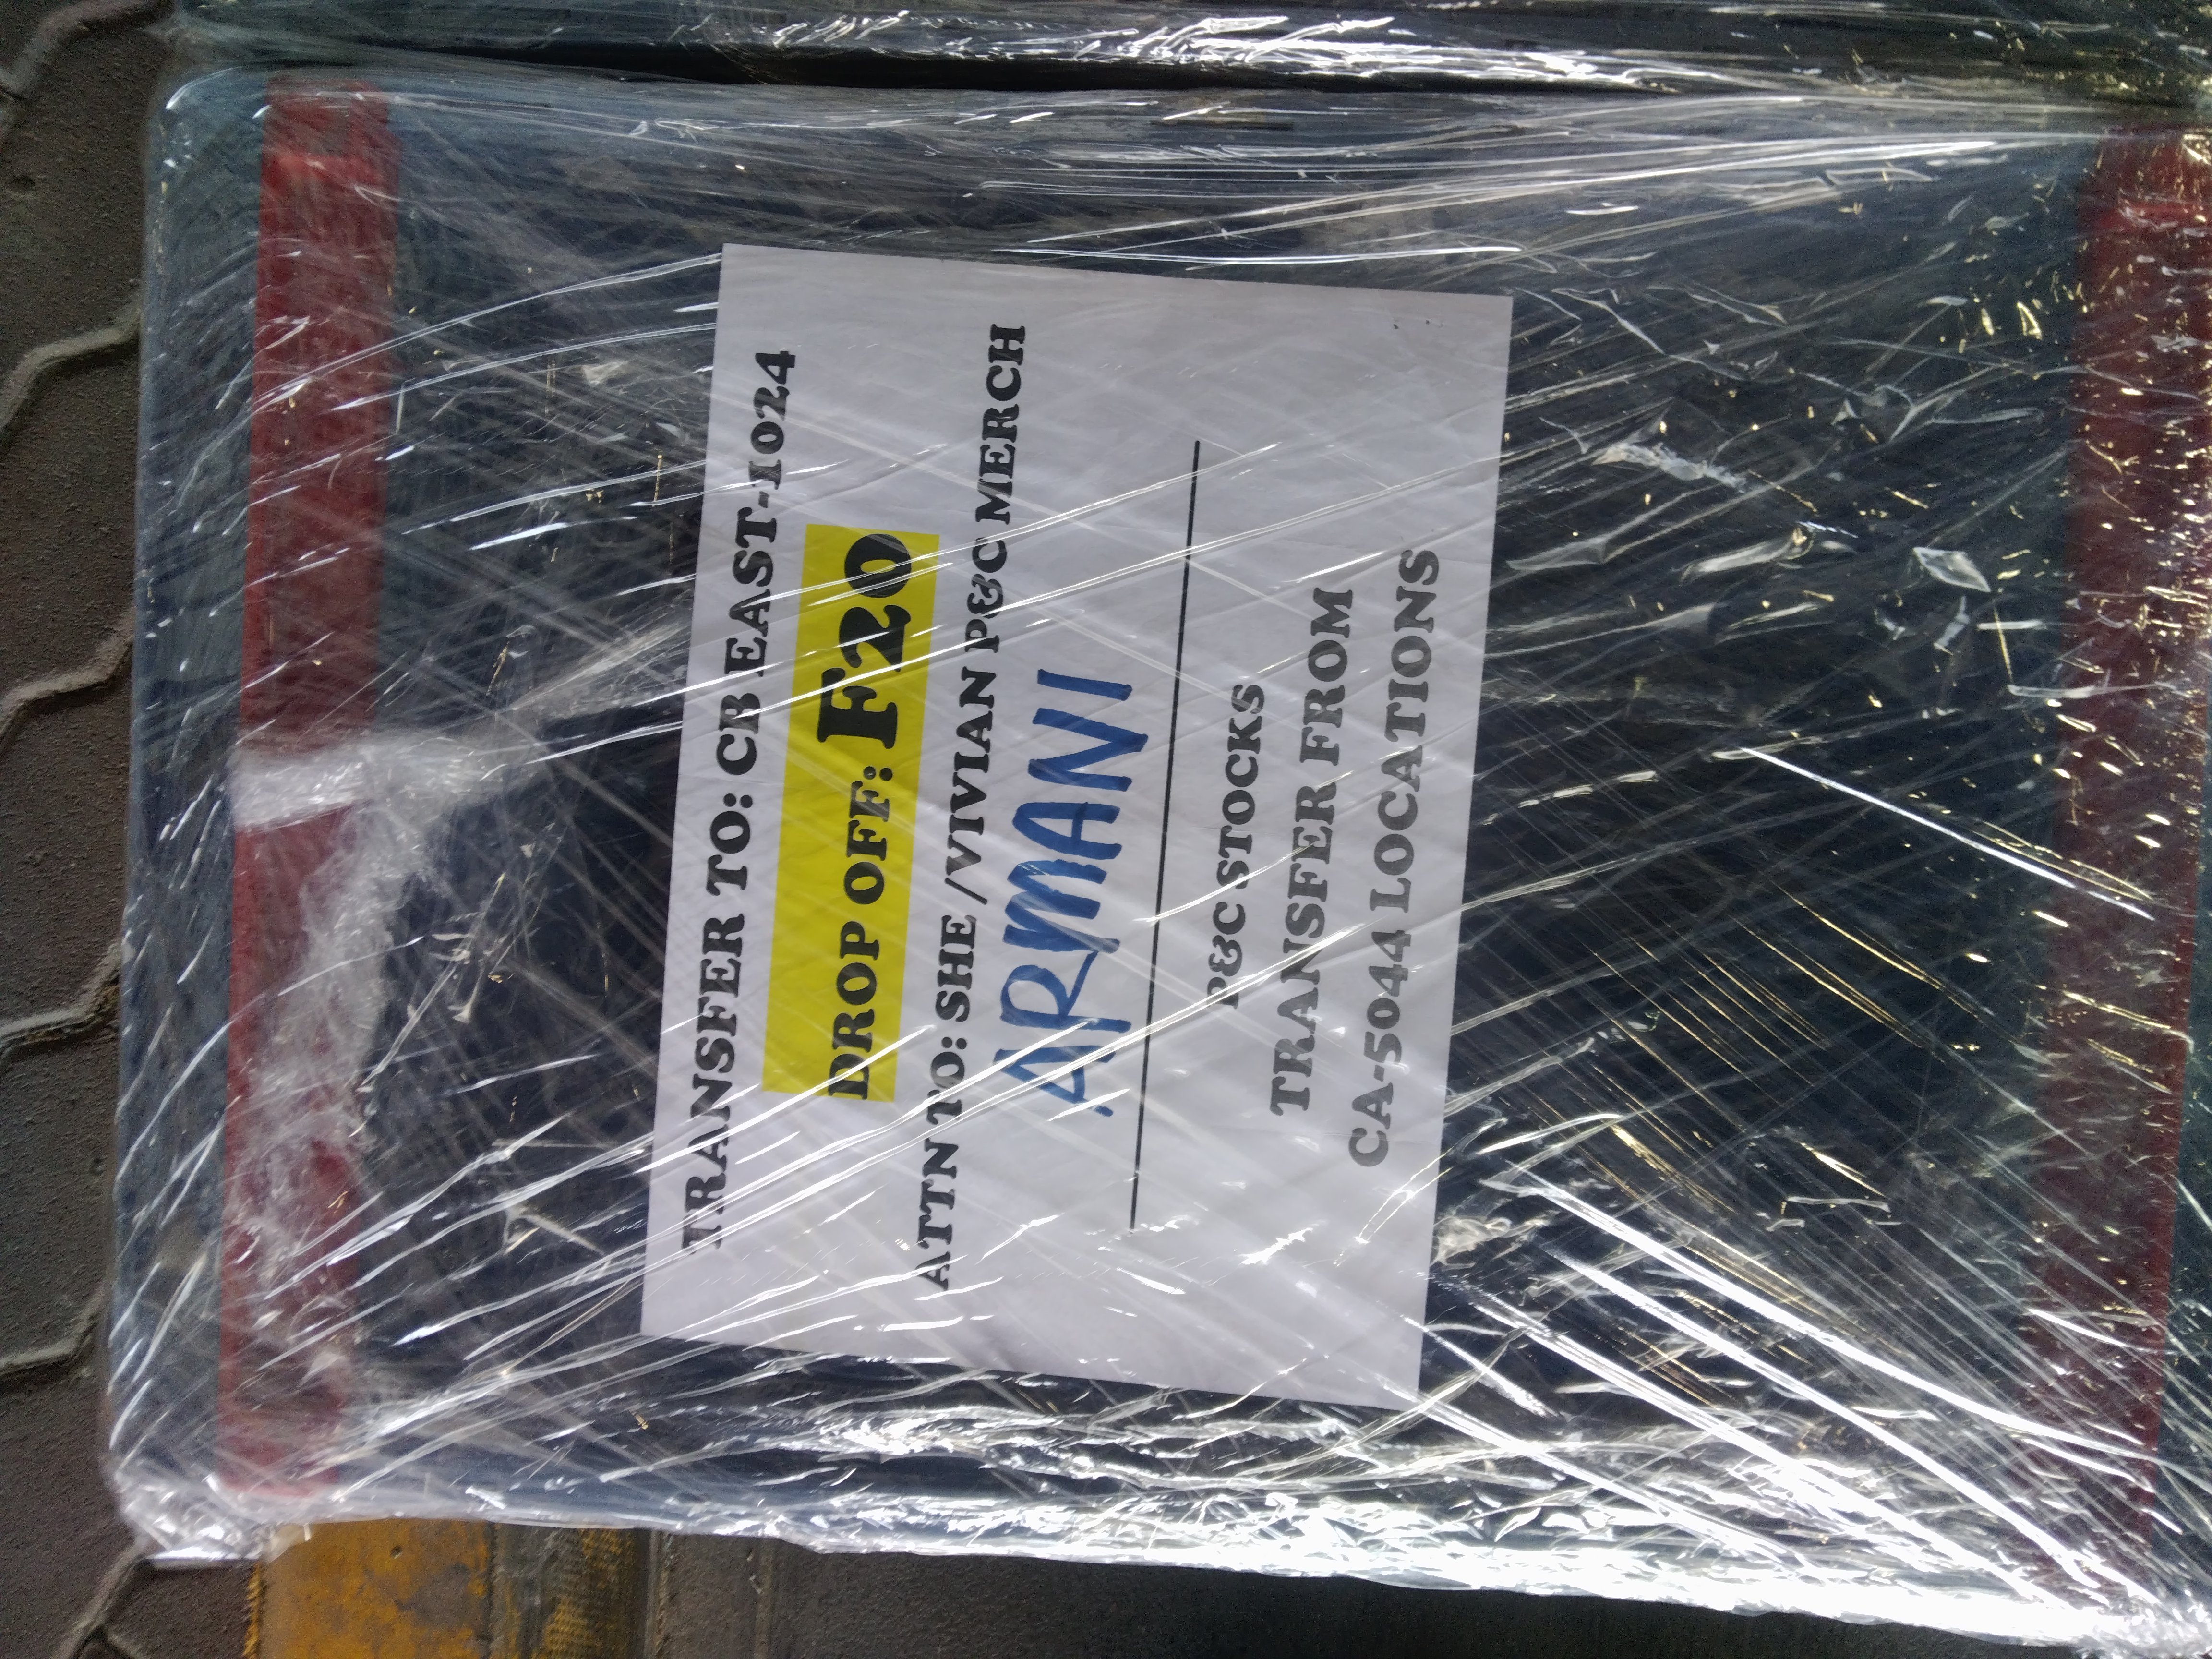 TRANSFER TO: CB EAST-1024
DROP OFF: F20
ATTN TO: SHE /VIVIAN P&C MERCH
ARMANI
P&C STOCKS
TRANSFER FROM
CA-5044 LOCATIONS